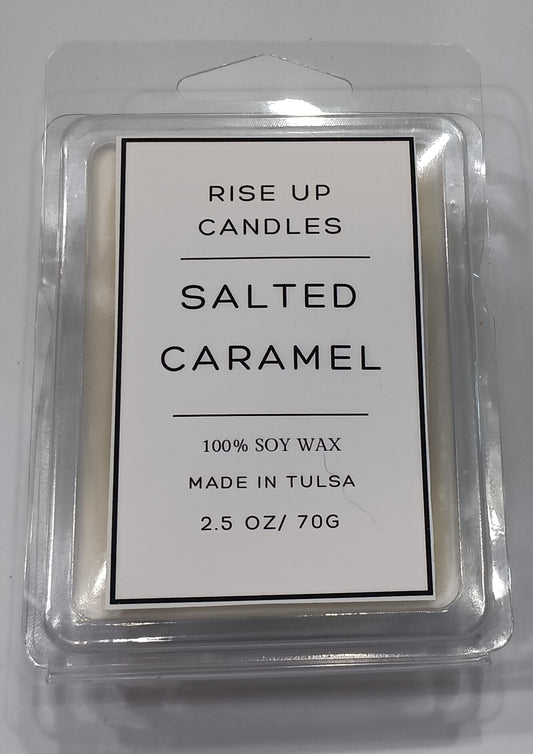 RISE UP
CANDLES
SALTED
CARAMEL
100% SOY WAX
MADE IN TULSA
2.5 OZ/ 70G